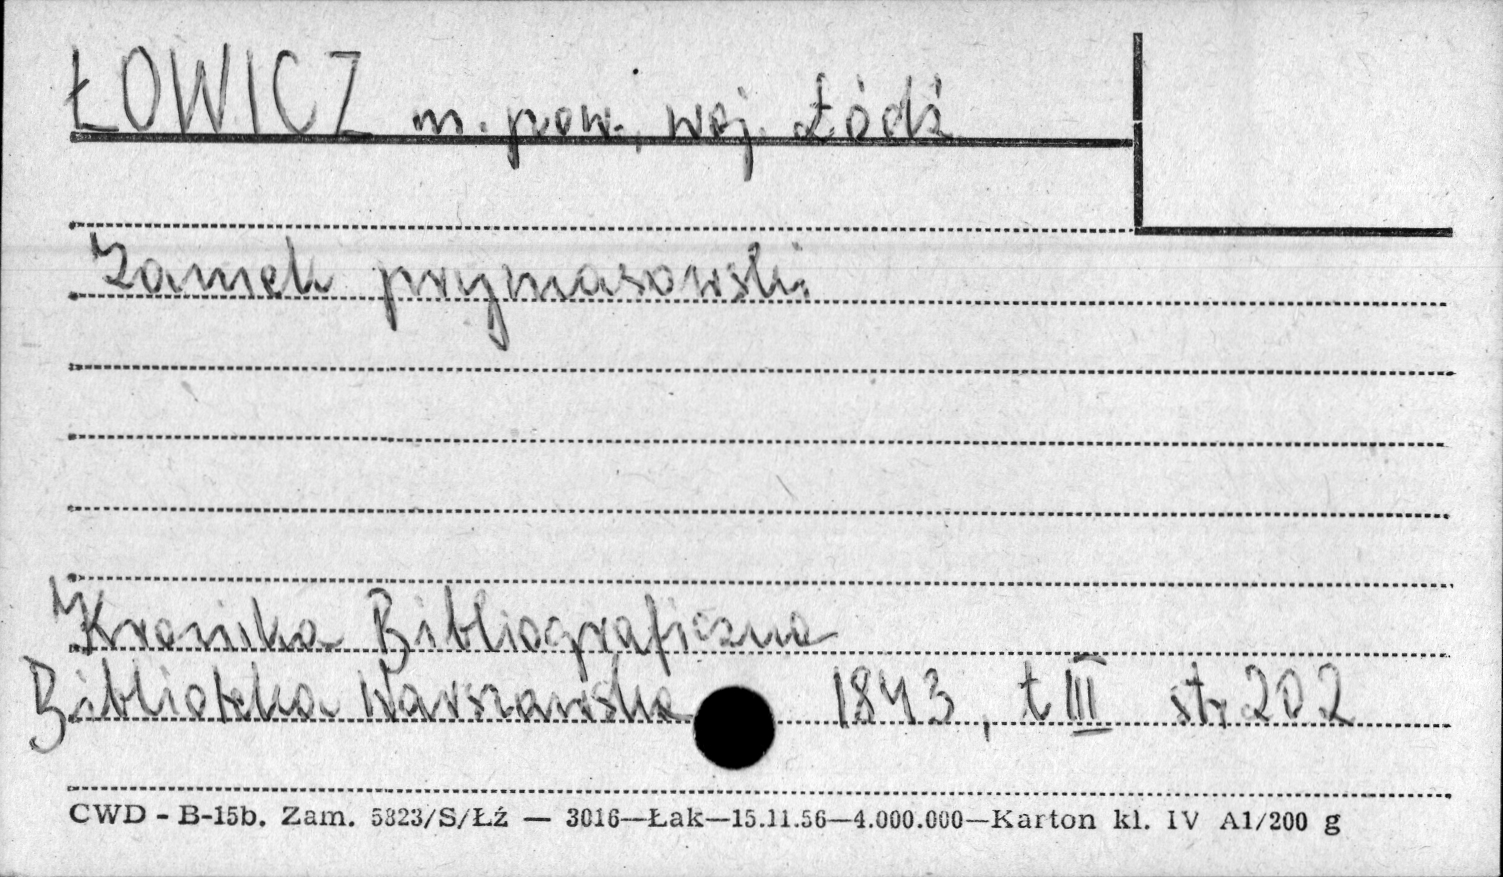 ŁOWICZ m. pow., woj. Łódź
Zamek prymasowski
Kronika Bibliograficzna
Biblioteka Warszawska 1843, t III str 202
CWD - B-15b. Zam. 5323/S/Łź — 3016—Łak—15.11.56—4.000.000—Karton kl. IV A1/200 g